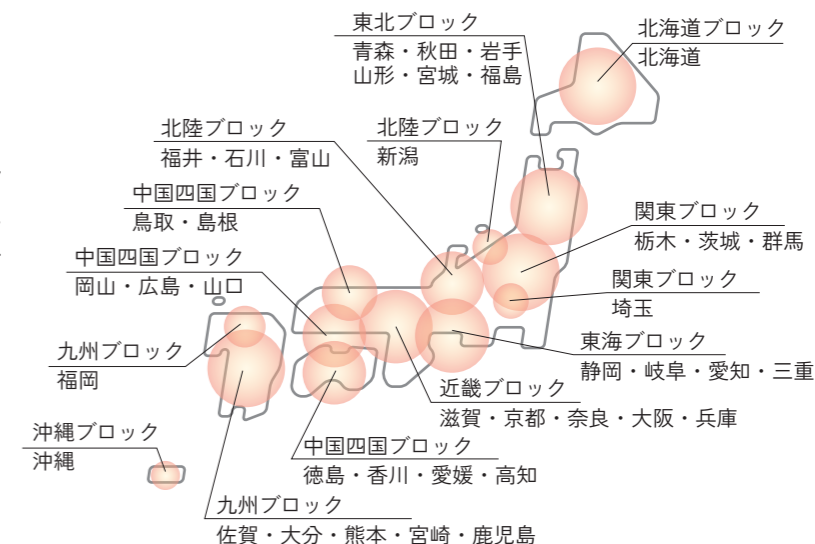 東北ブロック
青森・秋田・岩手
山形・宮城・福島
北海道ブロック
北海道
北陸ブロック
福井・石川・富山
北陸ブロック
新潟
中国四国ブロック
鳥取・島根
関東ブロック
栃木・茨城・群馬
中国四国ブロック
岡山・広島・山口
関東ブロック
埼玉
九州ブロック
福岡
東海ブロック
静岡・岐阜・愛知・三重
近畿ブロック
滋賀・京都・奈良・大阪・兵庫
沖縄ブロック
沖縄
中国四国ブロック
徳島・香川・愛媛・高知
九州ブロック
佐賀・大分・熊本・宮崎・鹿児島